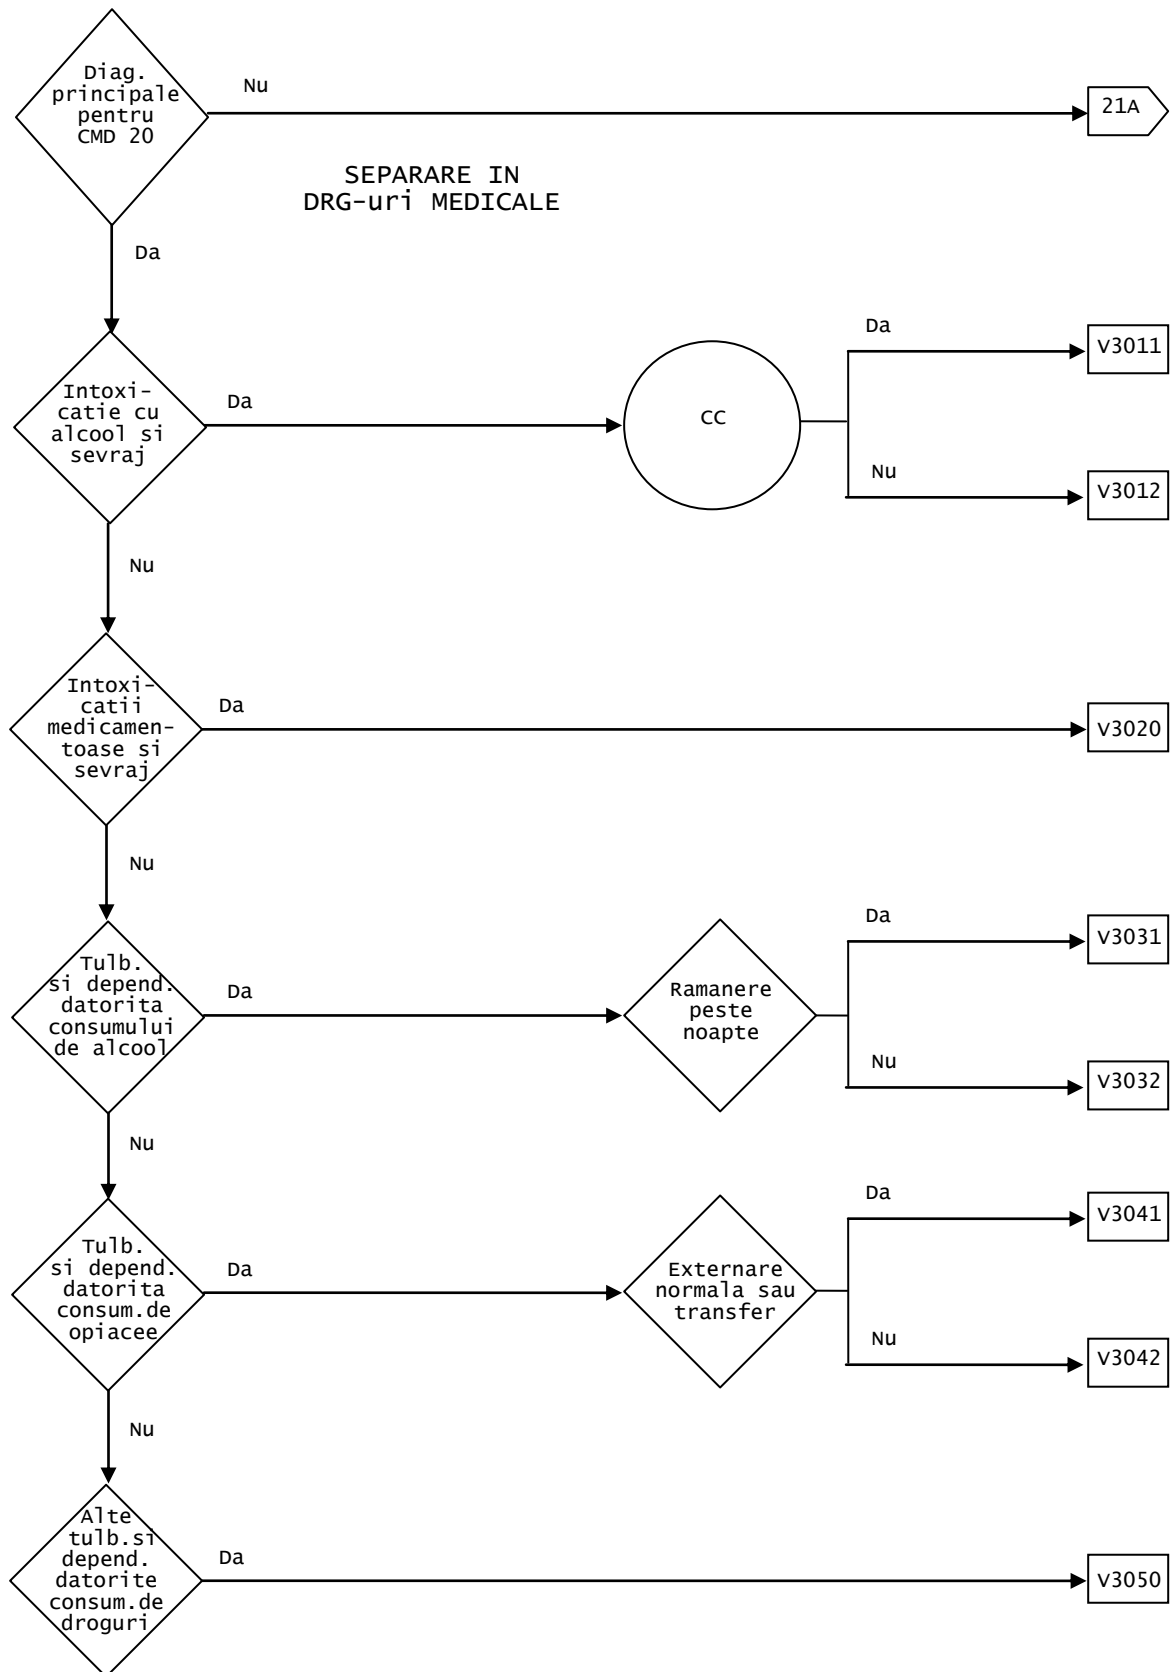 Diag.
principale
pentru
CMD 20
Nu
21A
SEPARARE IN
DRG-uri MEDICALE
Da
Intoxi-
catie cu
alcool si
sevraj
Da
CC
Da
V3011
Nu
V3012
Nu
Intoxi-
catii
medicamen-
toase si
sevraj
Da
V3020
Nu
Tulb.
si depend.
datorita
consumului
de alcool
Da
Ramanere
peste
noapte
Da
V3031
Nu
V3032
Nu
Tulb.
si depend.
datorita
consum.de
opiacee
Da
Externare
normala sau
transfer
Da
V3041
Nu
V3042
Nu
Alte
tulb.si
depend.
datorite
consum.de
droguri
Da
V3050